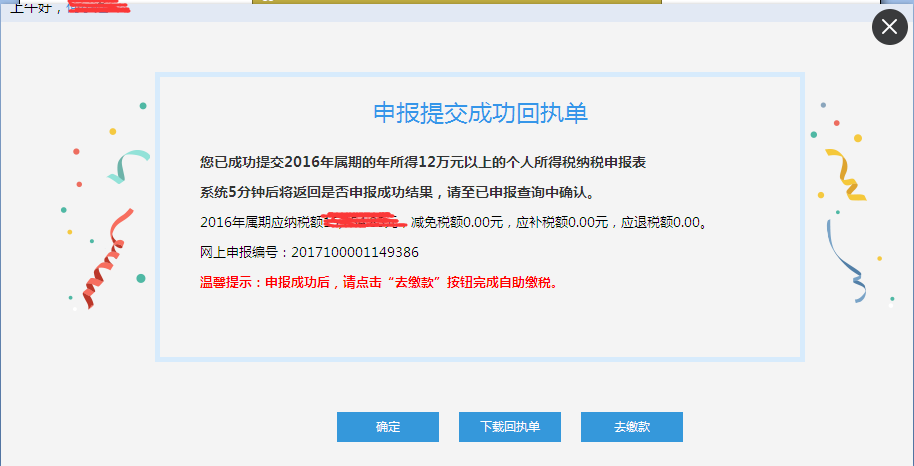 上午好，
申报提交成功回执单
您已成功提交2016年属期的年所得12万元以上的个人所得税纳税申报表
系统5分钟后将返回是否申报成功结果，请至已申报查询中确认。
2016年属期应纳税额 元，减免税额0.00元，应补税额0.00元，应退税额0.00。
网上申报编号：2017100001149386
温馨提示：申报成功后，请点击“去缴款”按钮完成自助缴税。
确定
下载回执单
去缴款